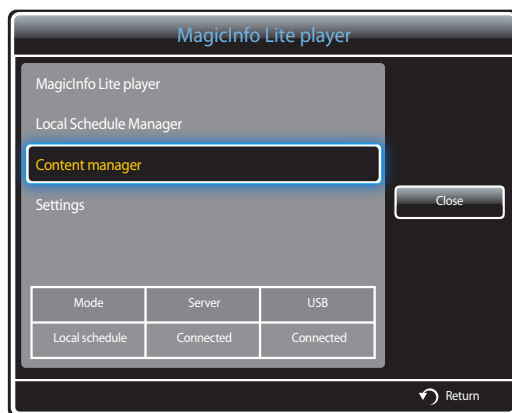 MagicInfo Lite player
MagicInfo Lite player
Local Schedule Manager
Content manager
Settings
Close
Mode Server USB
Local schedule Connected Connected
Return